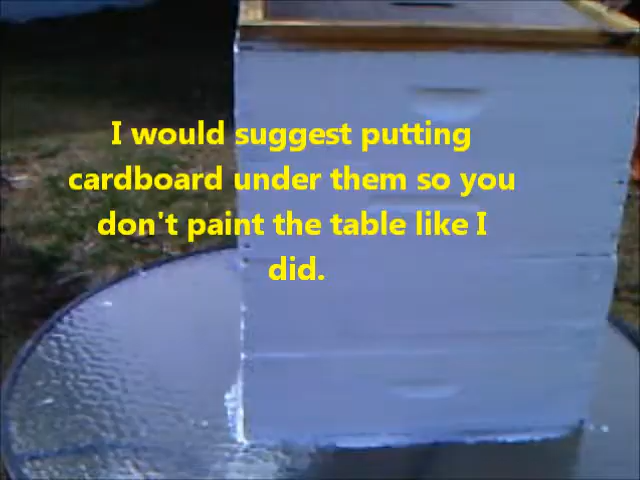 I would suggest putting
cardboard under them so you
don't paint the table like I
did.